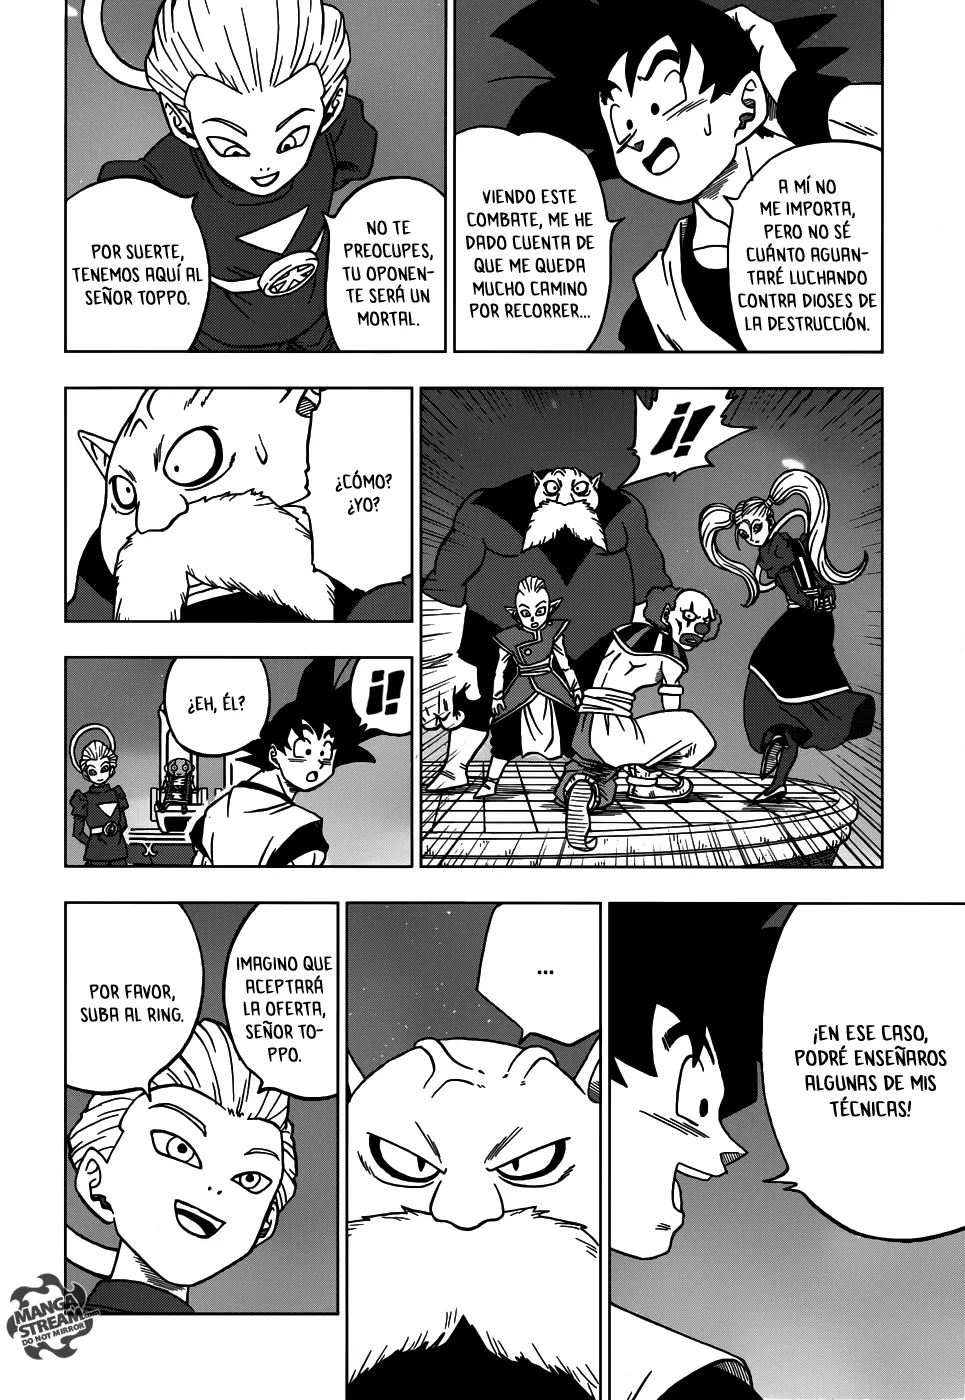 A MÍ NO
ME IMPORTA,
PERO NO SÉ
CUÁNTO AGUAN-
TARÉ LUCHANDO
CONTRA DIOSES DE
LA DESTRUCCIÓN.
VIENDO ESTE
COMBATE, ME HE
DADO CUENTA DE
QUE ME QUEDA
MUCHO CAMINO
POR RECORRER...
NO TE
PREOCUPES,
TU OPONEN-
TE SERÁ UN
MORTAL.
POR SUERTE,
TENEMOS AQUÍ AL
SEÑOR TOPPO.
¡!
¿CÓMO?
¿YO?
¡!
¿EH, ÉL?
¡EN ESE CASO,
PODRÉ ENSEÑAROS
ALGUNAS DE MIS
TÉCNICAS!
...
IMAGINO QUE
ACEPTARÁ
LA OFERTA,
SEÑOR TO-
PPO.
POR FAVOR,
SUBA AL RING.
MANGA
STREAM.com
DO NOT MIRROR